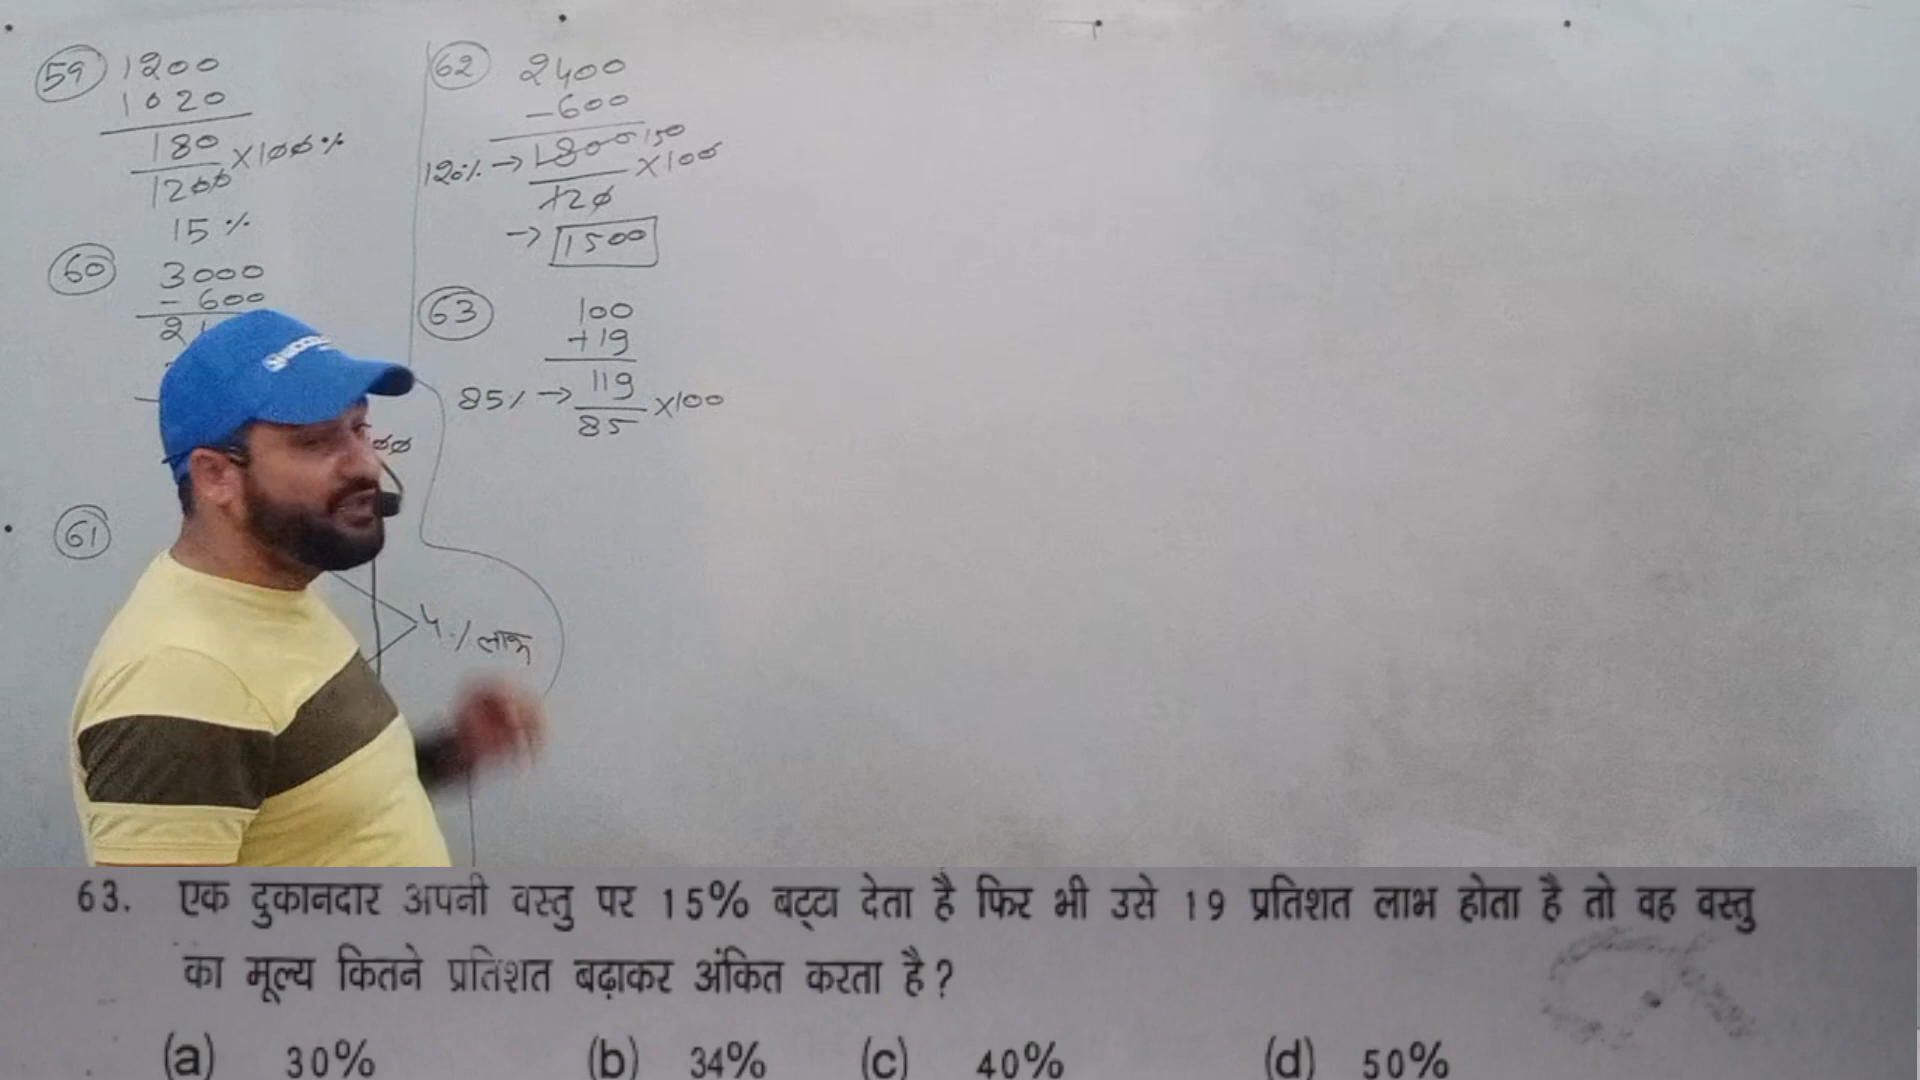 59 1200
1020
180
1200 ×100%
15%
60 3000
- 600
61
4 % लाभ
62 2400
- 600
120% → 1800 150
120 ×100
→ 1500
63 100
+19
85% → 119
85 ×100
63. एक दुकानदार अपनी वस्तु पर 15% बट्टा देता है फिर भी उसे 19 प्रतिशत लाभ होता है तो वह वस्तु
का मूल्य कितने प्रतिशत बढ़ाकर अंकित करता है?
(a) 30% (b) 34% (c) 40% (d) 50%